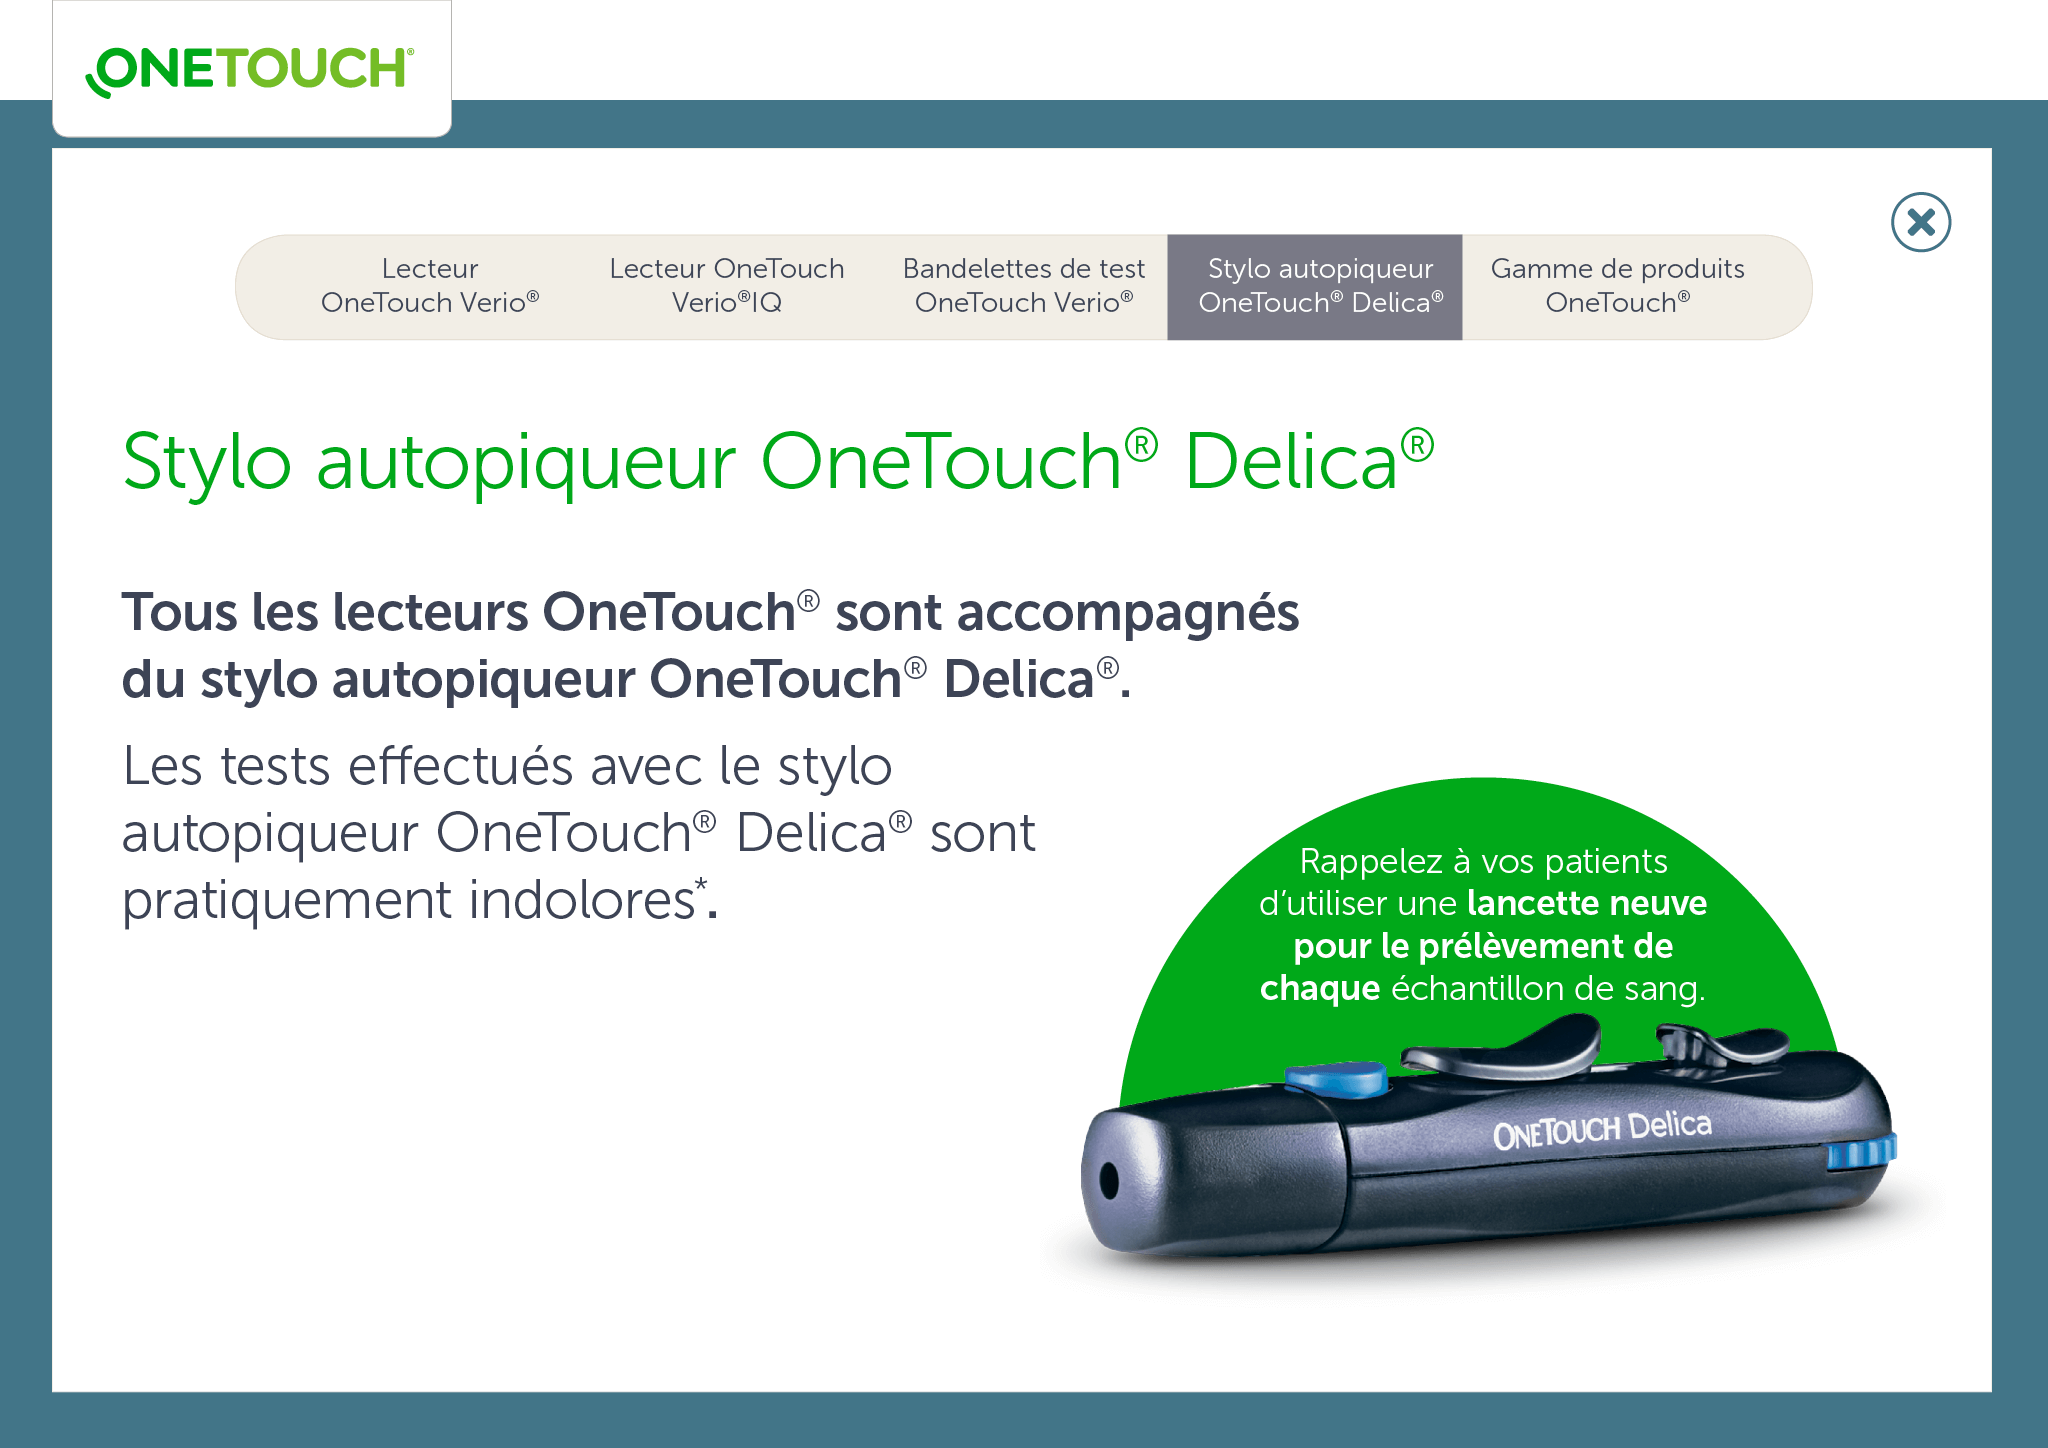 ONETOUCH®
Lecteur
OneTouch Verio®
Lecteur OneTouch
Verio®IQ
Bandelettes de test
OneTouch Verio®
Stylo autopiqueur
OneTouch® Delica®
Gamme de produits
OneTouch®
Stylo autopiqueur OneTouch® Delica®
Tous les lecteurs OneTouch® sont accompagnés
du stylo autopiqueur OneTouch® Delica®.
Les tests effectués avec le stylo
autopiqueur OneTouch® Delica® sont
pratiquement indolores*.
Rappelez à vos patients
d’utiliser une lancette neuve
pour le prélèvement de
chaque échantillon de sang.
ONETOUCH Delica